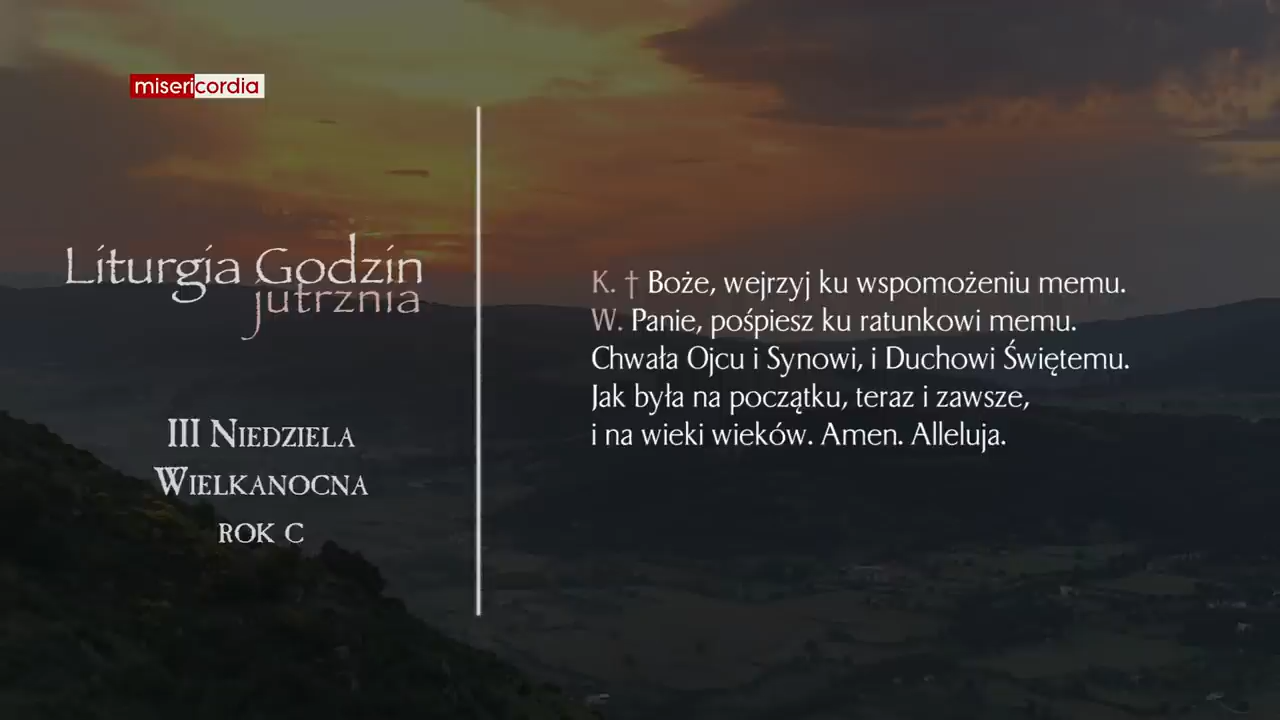 misericordia
Liturgia Godzin
jutrznia
III Niedziela
Wielkanocna
rok C
K. † Boże, wejrzyj ku wspomożeniu memu.
W. Panie, pośpiesz ku ratunkowi memu.
Chwała Ojcu i Synowi, i Duchowi Świętemu.
Jak była na początku, teraz i zawsze,
i na wieki wieków. Amen. Alleluja.